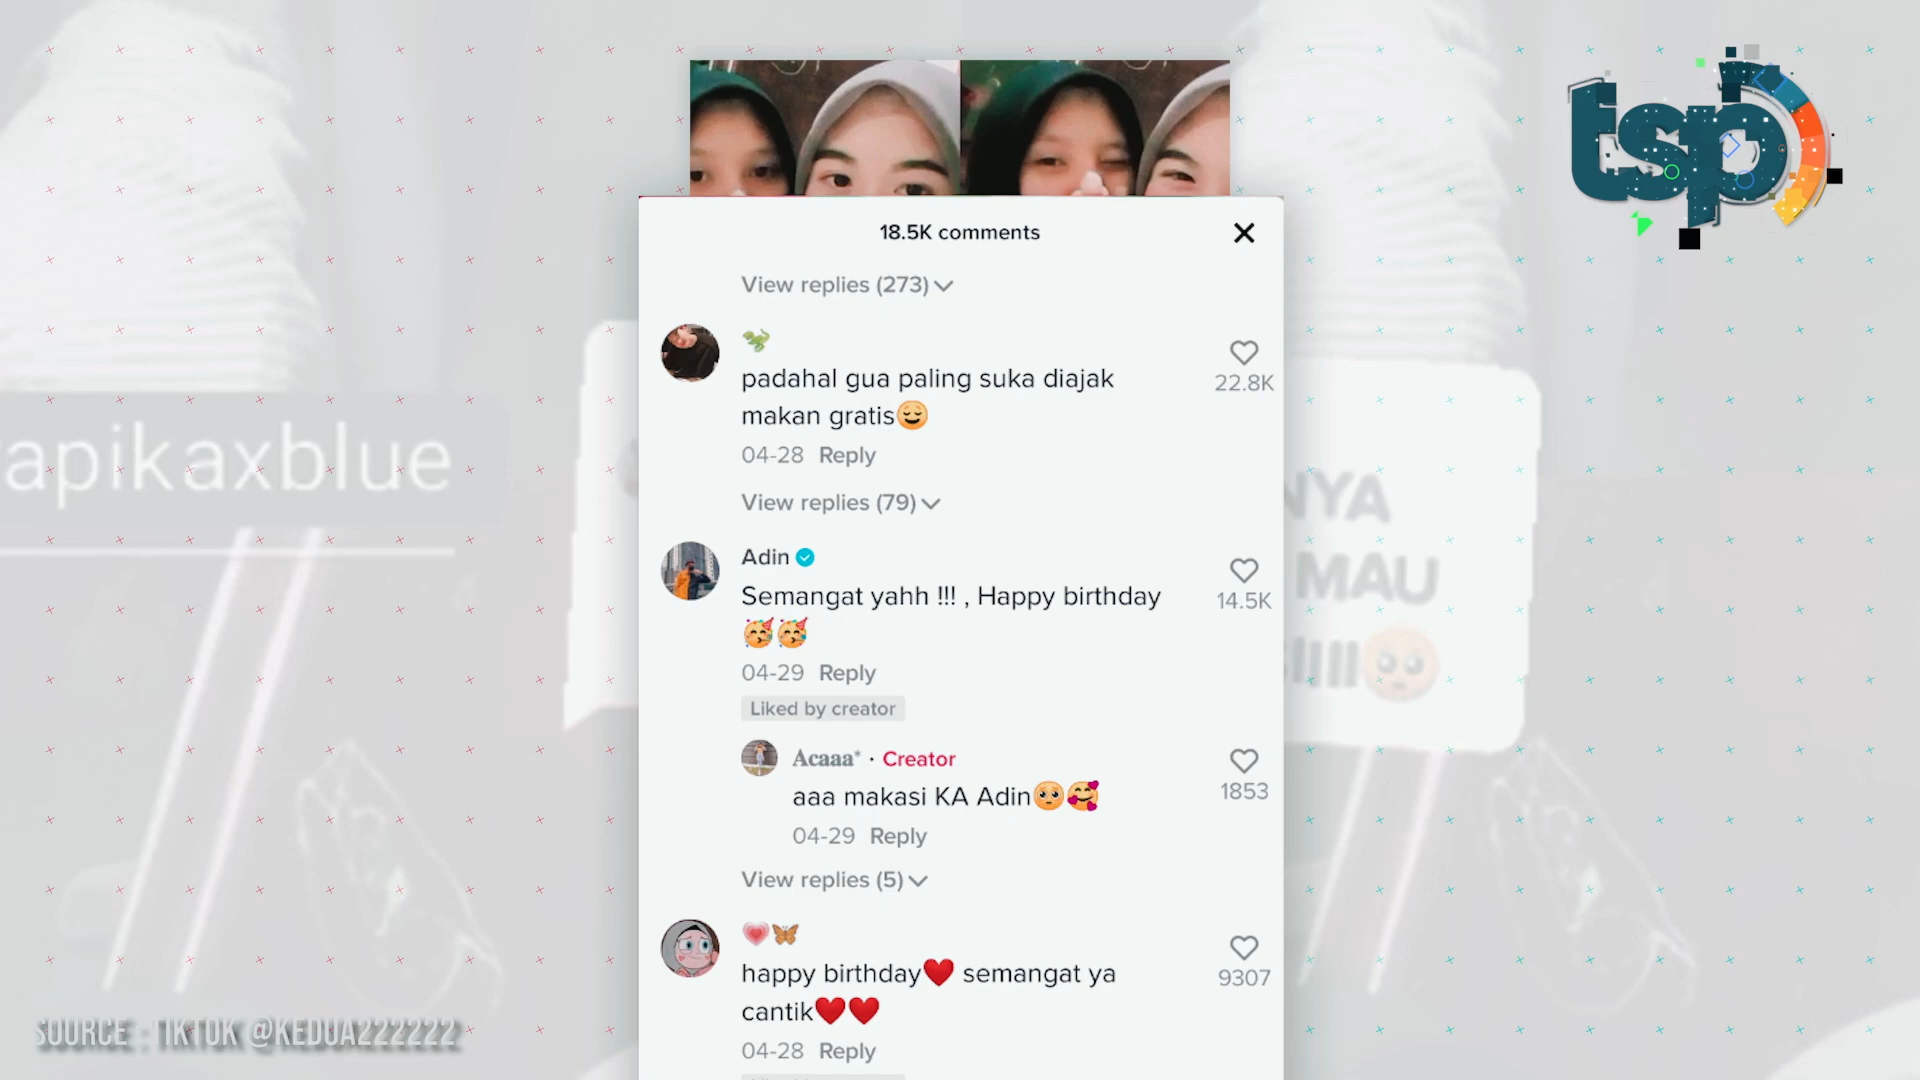 tsp
18.5K comments
View replies (273)
padahal gua paling suka diajak
22.8K
makan gratis😌
04-28 Reply
View replies (79)
apikaxblue
NYA
Adin
MAU
Semangat yahh !!! , Happy birthday
14.5K
🥳🥳
04-29 Reply
Liked by creator
Acaaa* · Creator
aaa makasi KA Adin🥺🥰
1853
04-29 Reply
View replies (5)
happy birthday❤️ semangat ya
9307
cantik❤️❤️
04-28 Reply
SOURCE : TIKTOK @KEDUA222222